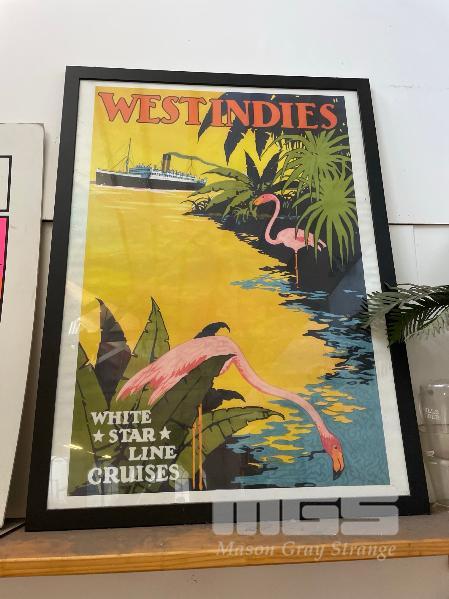 WEST INDIES
WHITE
★ STAR ★
LINE
CRUISES
MGS
Mason Gray Strange